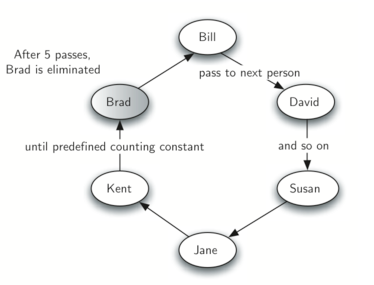 Bill
After 5 passes,
Brad is eliminated
pass to next person
Brad
David
until predefined counting constant
and so on
Kent
Susan
Jane